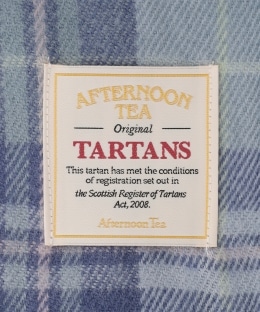 AFTERNOON
TEA
Original
TARTANS
This tartan has met the conditions
of registration set out in
the Scottish Register of Tartans
Act, 2008.
Afternoon Tea